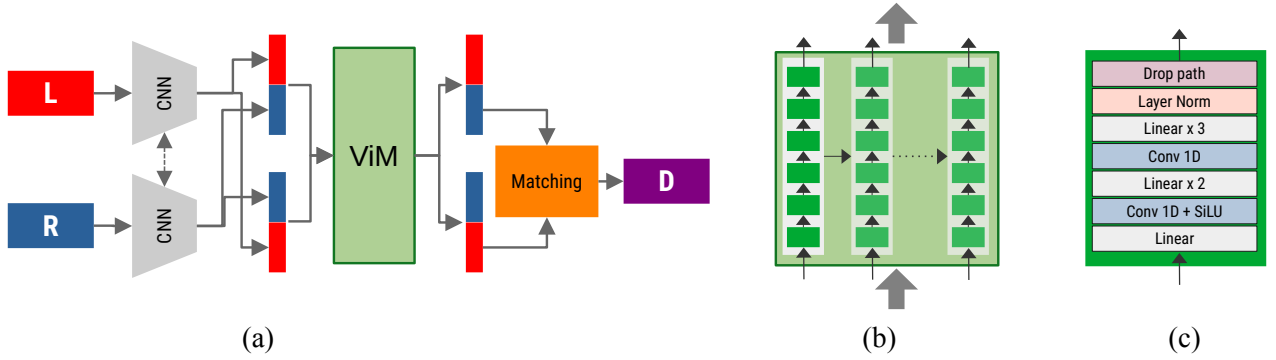 L
R
CNN
CNN
ViM
Matching
D
Drop path
Layer Norm
Linear x 3
Conv 1D
Linear x 2
Conv 1D + SiLU
Linear
(a)
(b)
(c)